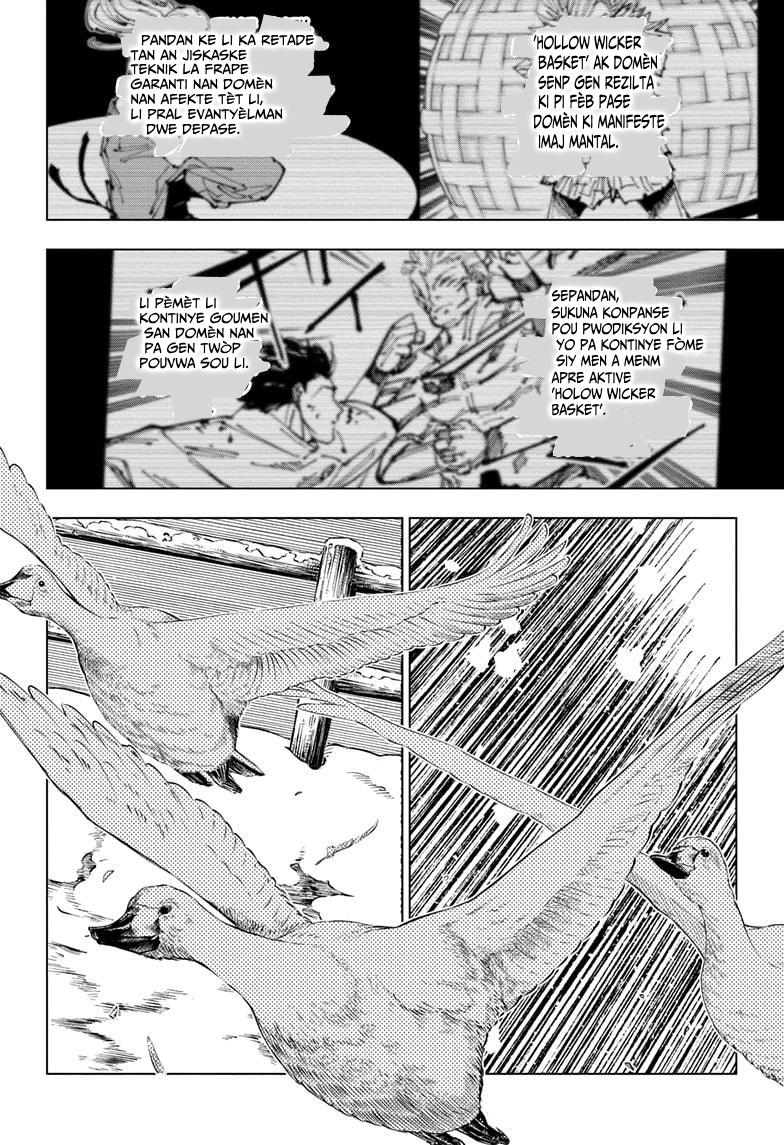 'HOLLOW WICKER
BASKET' AK DOMÈN
SENP GEN REZILTA
KI PI FÈB PASE
DOMÈN KI MANIFESTE
IMAJ MANTAL.
PANDAN KE LI KA RETADE
TAN AN JISKASKE
TEKNIK LA FRAPE
GARANTI NAN DOMÈN
NAN AFEKTE TÈT LI,
LI PRAL EVANTYÈLMAN
DWE DEPASE.
SEPANDAN,
SUKUNA KONPANSE
POU PWODIKSYON LI
YO PA KONTINYE FÒME
SIY MEN A MENM
APRE AKTIVE
'HOLOW WICKER
BASKET'.
LI PÈMÈT LI
KONTINYE GOUMEN
SAN DOMÈN NAN
PA GEN TWÒP
POUVWA SOU LI.